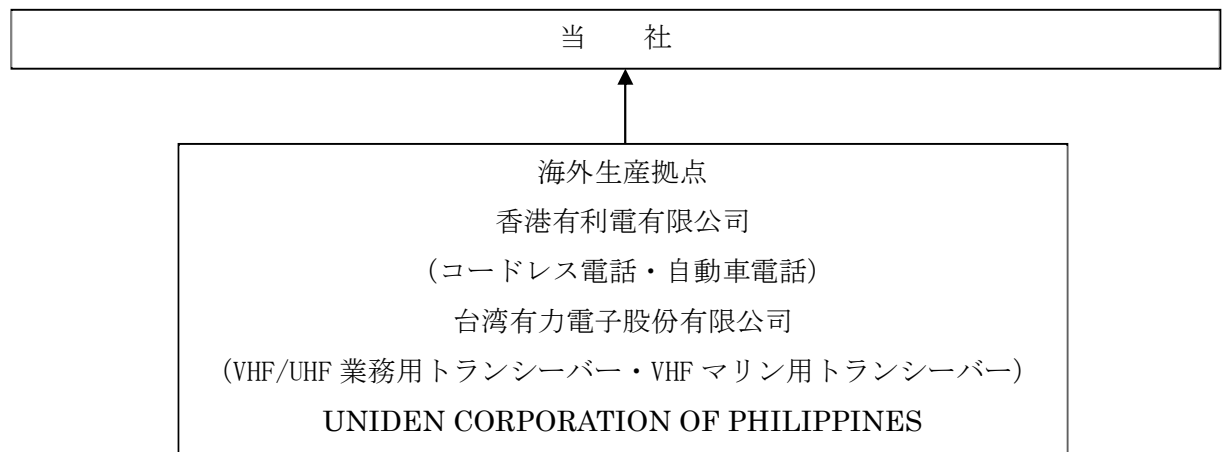 当　　社
海外生産拠点
香港有利電有限公司
（コードレス電話・自動車電話）
台湾有力電子股份有限公司
（VHF/UHF 業務用トランシーバー・VHF マリン用トランシーバー）
UNIDEN CORPORATION OF PHILIPPINES